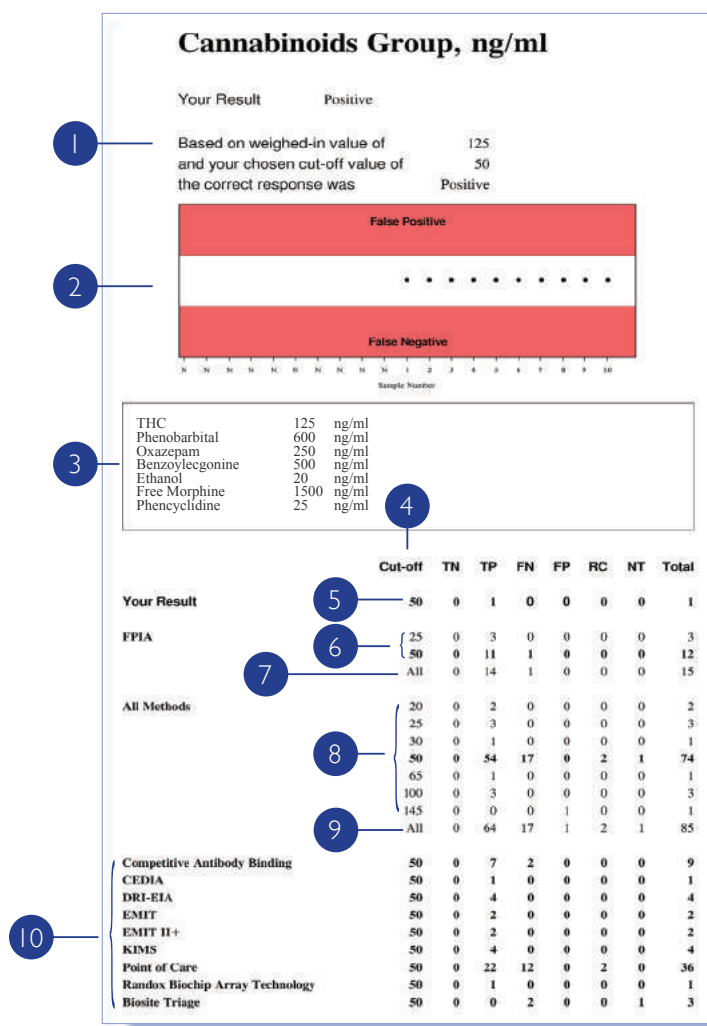 Cannabinoids Group, ng/ml
Your Result Positive
1
Based on weighed-in value of 125
and your chosen cut-off value of 50
the correct response was Positive
False Positive
2
False Negative
N N N N N N N N N N 1 2 3 4 5 6 7 8 9 10
Sample Number
3
THC 125 ng/ml
Phenobarbital 600 ng/ml
Oxazepam 250 ng/ml
Benzoylecgonine 500 ng/ml
Ethanol 20 ng/ml
Free Morphine 1500 ng/ml
Phencyclidine 25 ng/ml
4
Cut-off TN TP FN FP RC NT Total
5
Your Result 50 0 1 0 0 0 0 1
6
FPIA 25 0 3 0 0 0 0 3
50 0 11 1 0 0 0 12
7
All 0 14 1 0 0 0 15
8
All Methods 20 0 2 0 0 0 0 2
25 0 3 0 0 0 0 3
30 0 1 0 0 0 0 1
50 0 54 17 0 2 1 74
65 0 1 0 0 0 0 1
100 0 3 0 0 0 0 3
145 0 0 0 1 0 0 1
9
All 0 64 17 1 2 1 85
10
Competitive Antibody Binding 50 0 7 2 0 0 0 9
CEDIA 50 0 1 0 0 0 0 1
DRI-EIA 50 0 4 0 0 0 0 4
EMIT 50 0 2 0 0 0 0 2
EMIT II+ 50 0 2 0 0 0 0 2
KIMS 50 0 4 0 0 0 0 4
Point of Care 50 0 22 12 0 2 0 36
Randox Biochip Array Technology 50 0 1 0 0 0 0 1
Biosite Triage 50 0 0 2 0 0 1 3